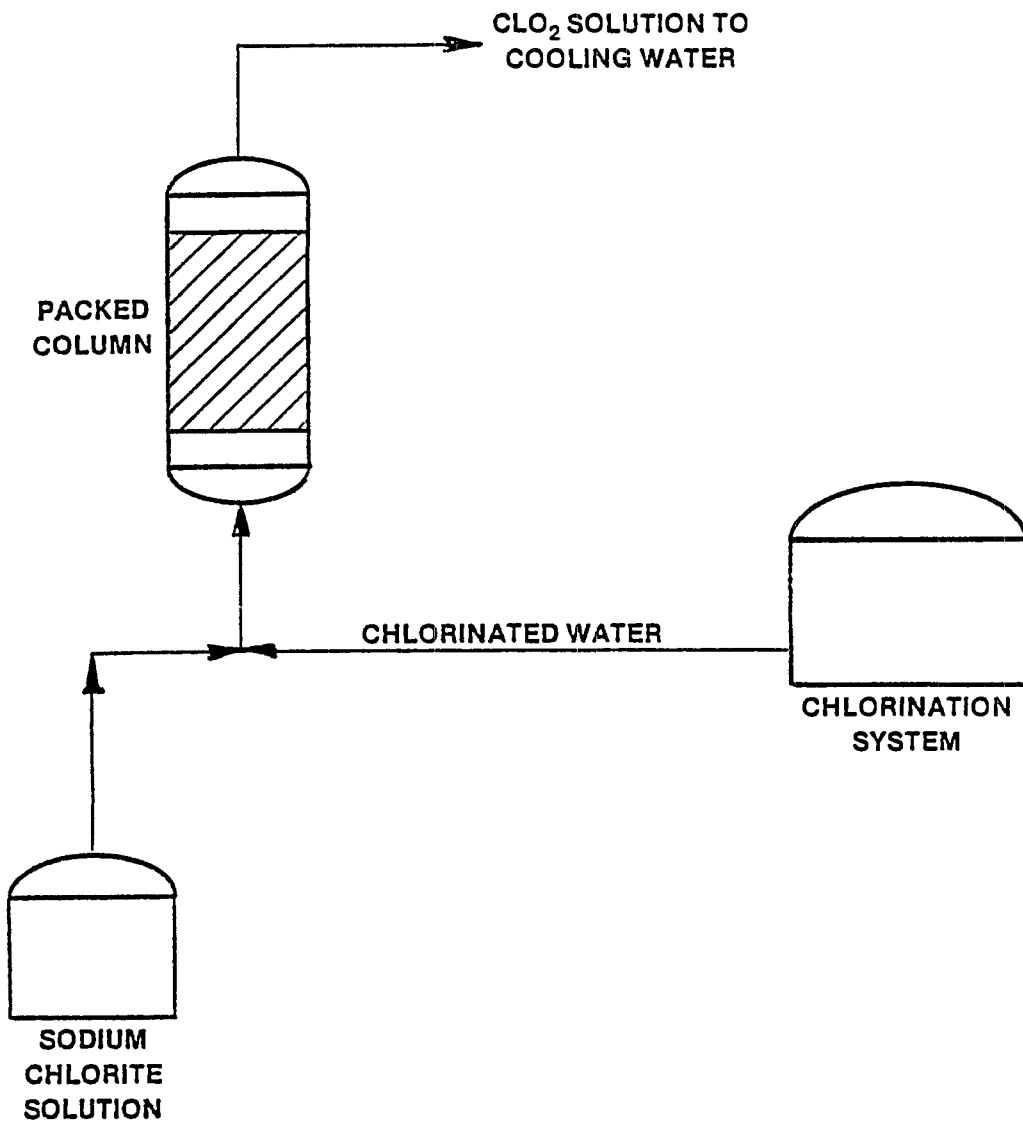 CLO₂ SOLUTION TO
COOLING WATER
PACKED
COLUMN
CHLORINATED WATER
CHLORINATION
SYSTEM
SODIUM
CHLORITE
SOLUTION